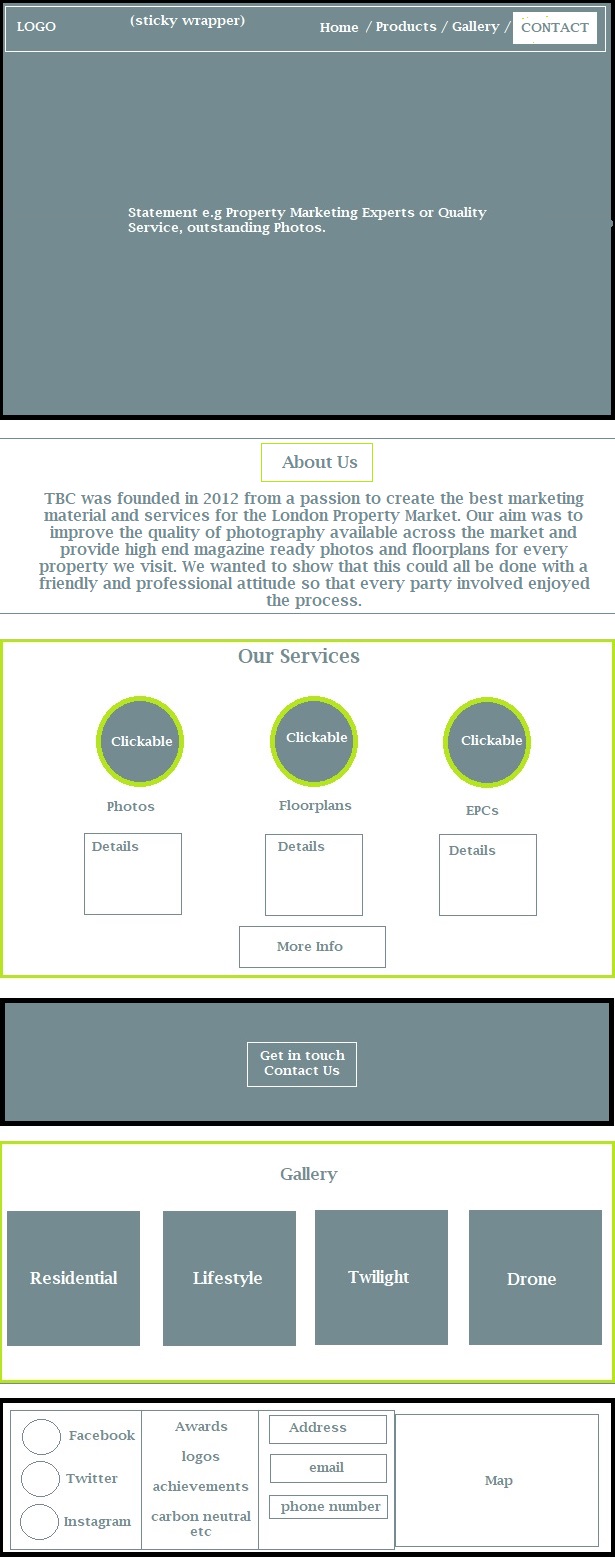 LOGO
(sticky wrapper)
Home / Products / Gallery / CONTACT
Statement e.g Property Marketing Experts or Quality
Service, outstanding Photos.
About Us
TBC was founded in 2012 from a passion to create the best marketing
material and services for the London Property Market. Our aim was to
improve the quality of photography available across the market and
provide high end magazine ready photos and floorplans for every
property we visit. We wanted to show that this could all be done with a
friendly and professional attitude so that every party involved enjoyed
the process.
Our Services
Clickable
Clickable
Clickable
Photos
Floorplans
EPCs
Details
Details
Details
More Info
Get in touch
Contact Us
Gallery
Residential
Lifestyle
Twilight
Drone
Facebook
Twitter
Instagram
Awards
logos
achievements
carbon neutral
etc
Address
email
phone number
Map